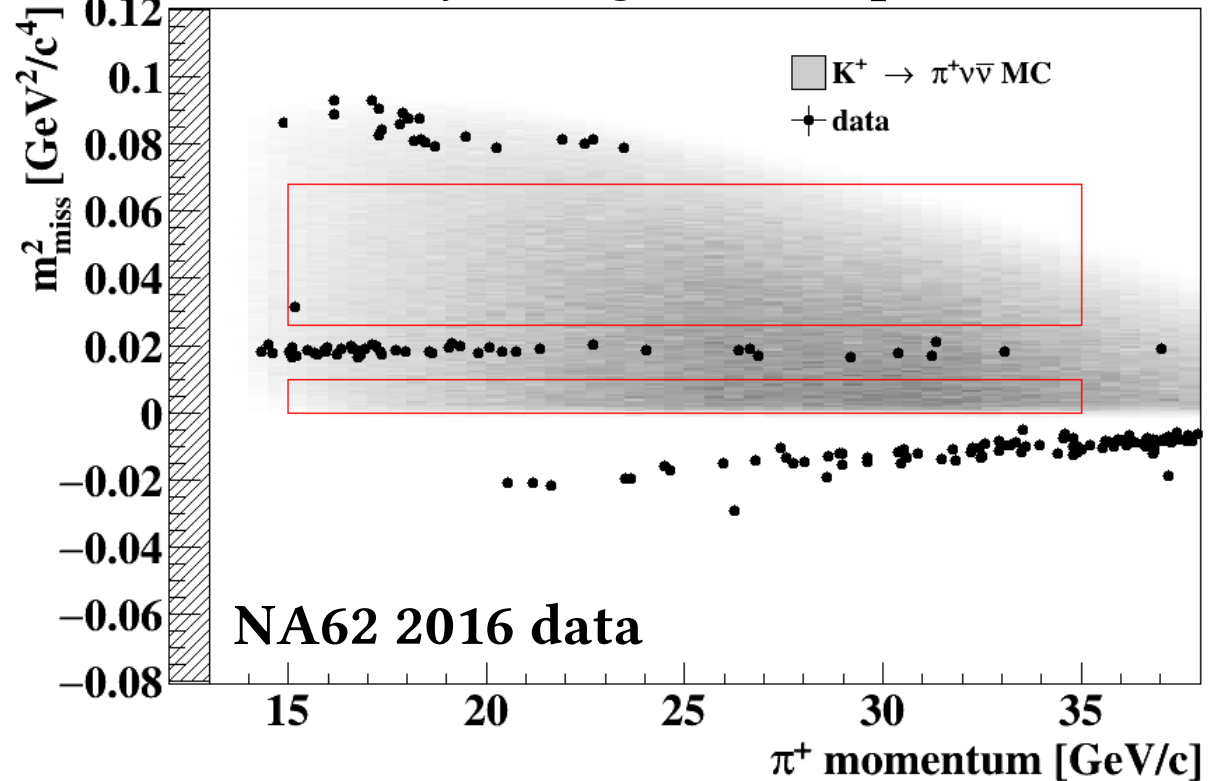 0.12
0.1
0.08
0.06
0.04
0.02
0
−0.02
−0.04
−0.06
−0.08
m²miss [GeV²/c⁴]
K⁺ → π⁺νν̅ MC
data
NA62 2016 data
15 20 25 30 35
π⁺ momentum [GeV/c]